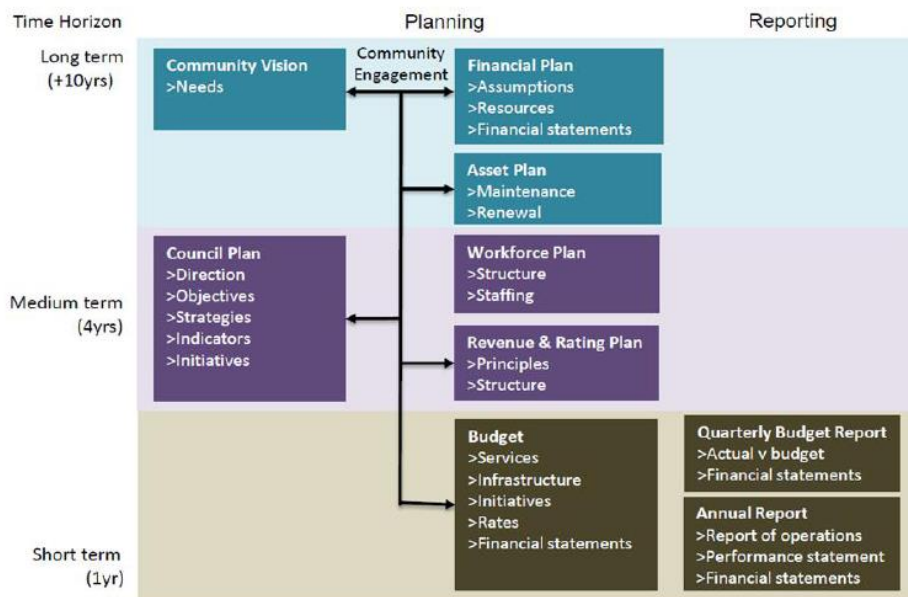 Time Horizon
Planning
Reporting
Long term
(+10yrs)
Community Vision
>Needs
Community
Engagement
Financial Plan
>Assumptions
>Resources
>Financial statements
Asset Plan
>Maintenance
>Renewal
Medium term
(4yrs)
Council Plan
>Direction
>Objectives
>Strategies
>Indicators
>Initiatives
Workforce Plan
>Structure
>Staffing
Revenue & Rating Plan
>Principles
>Structure
Short term
(1yr)
Budget
>Services
>Infrastructure
>Initiatives
>Rates
>Financial statements
Quarterly Budget Report
>Actual v budget
>Financial statements
Annual Report
>Report of operations
>Performance statement
>Financial statements